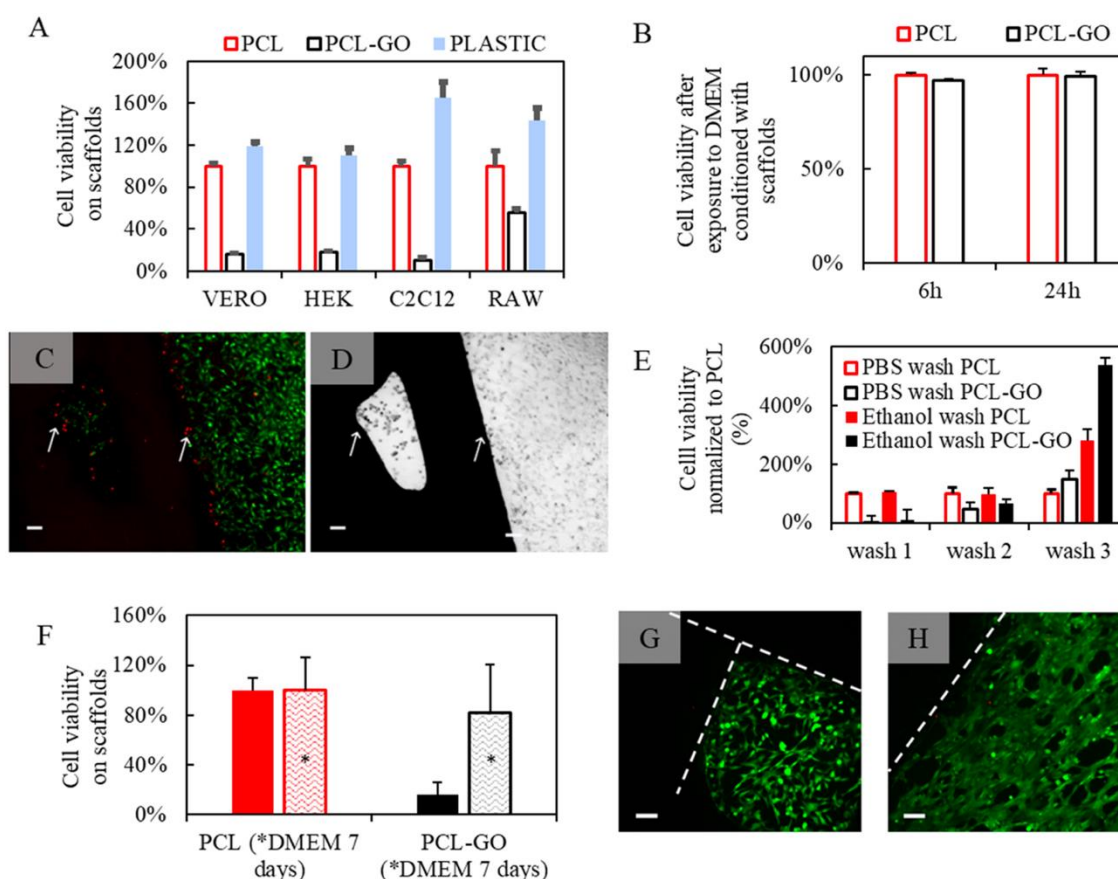 A
PCL PCL-GO PLASTIC
Cell viability
on scaffolds
200%
160%
120%
80%
40%
0%
VERO HEK C2C12 RAW
B
PCL PCL-GO
Cell viability after
exposure to DMEM
conditioned with
scaffolds
100%
100%
0%
6h 24h
C
D
E
Celll viability
normalized to PCL
(%)
600%
400%
200%
0%
PBS wash PCL
PBS wash PCL-GO
Ethanol wash PCL
Ethanol wash PCL-GO
wash 1 wash 2 wash 3
F
Cell viability
on scaffolds
160%
120%
80%
40%
0%
* *
PCL (*DMEM 7
days)
PCL-GO
(*DMEM 7 days)
G
H